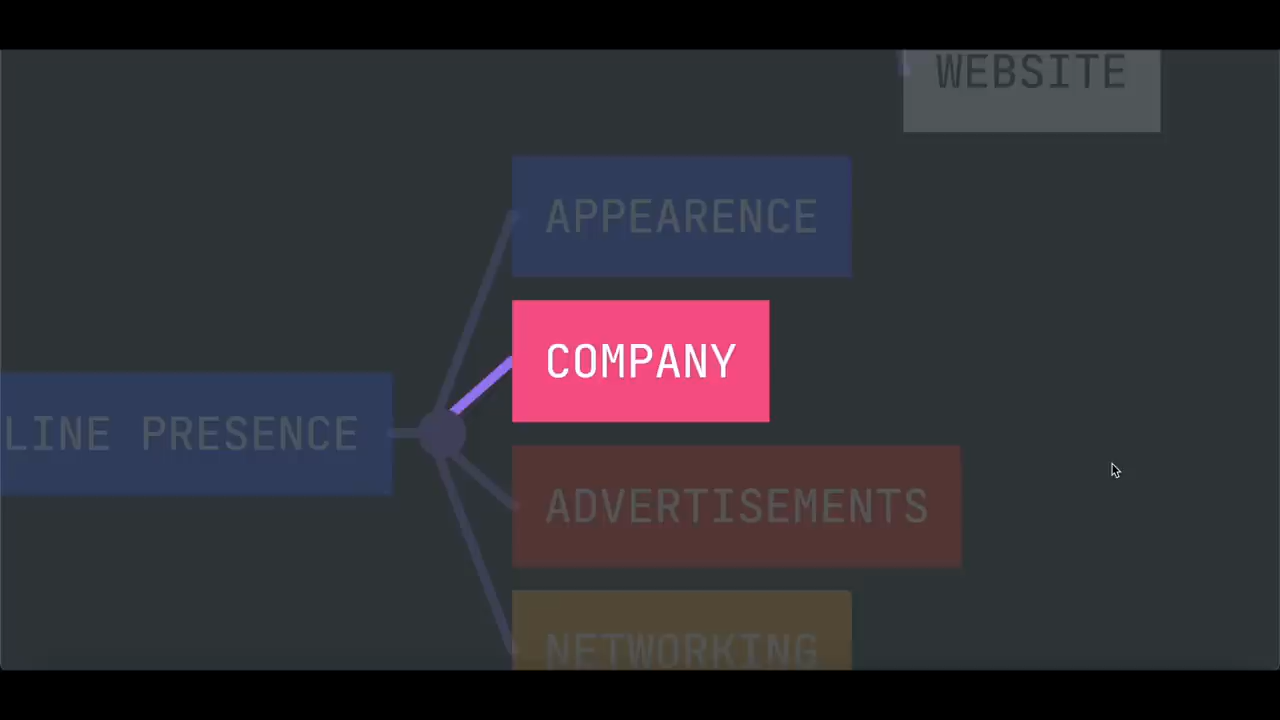 WEBSITE
APPEARENCE
COMPANY
LINE PRESENCE
ADVERTISEMENTS
NETWORKING